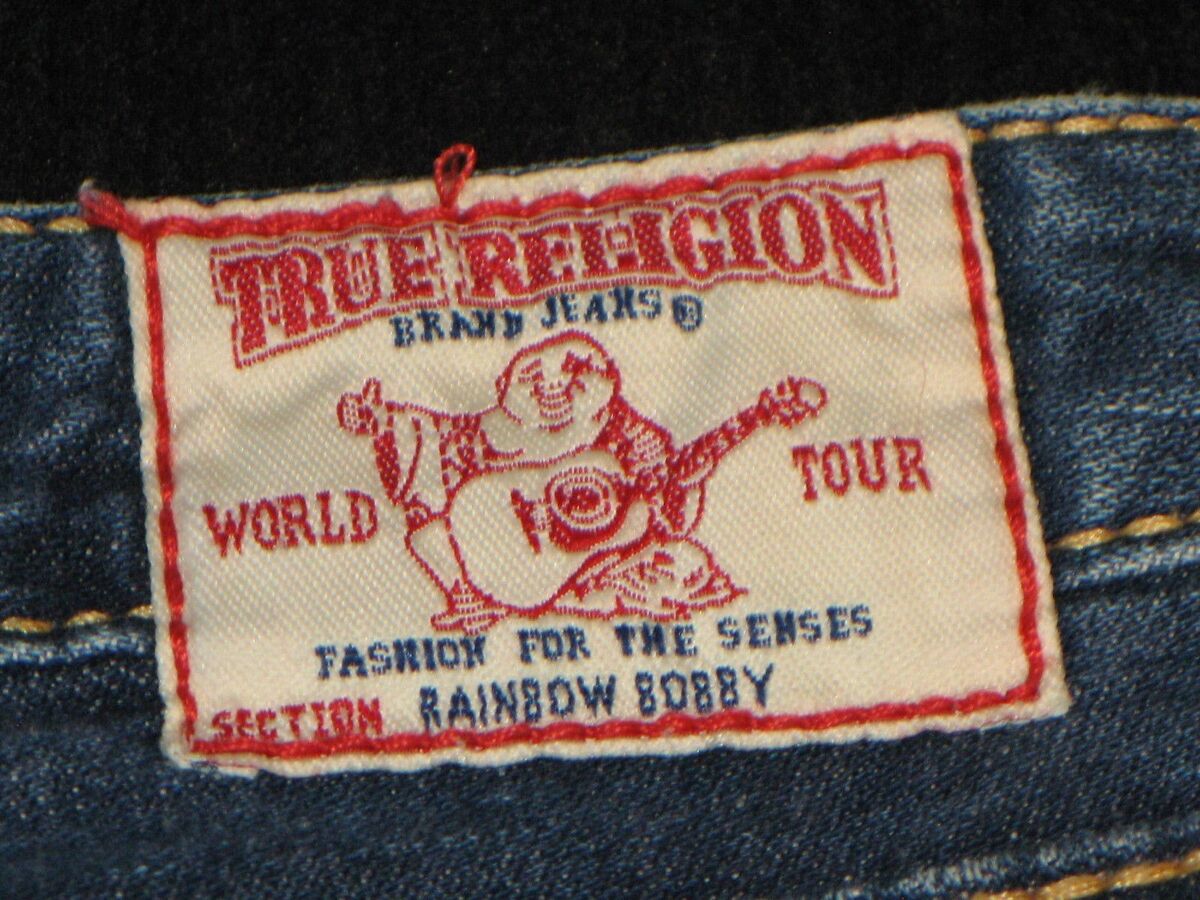 TRUE RELIGION
BRAND JEANS®
WORLD TOUR
FASHION FOR THE SENSES
SECTION RAINBOW BOBBY